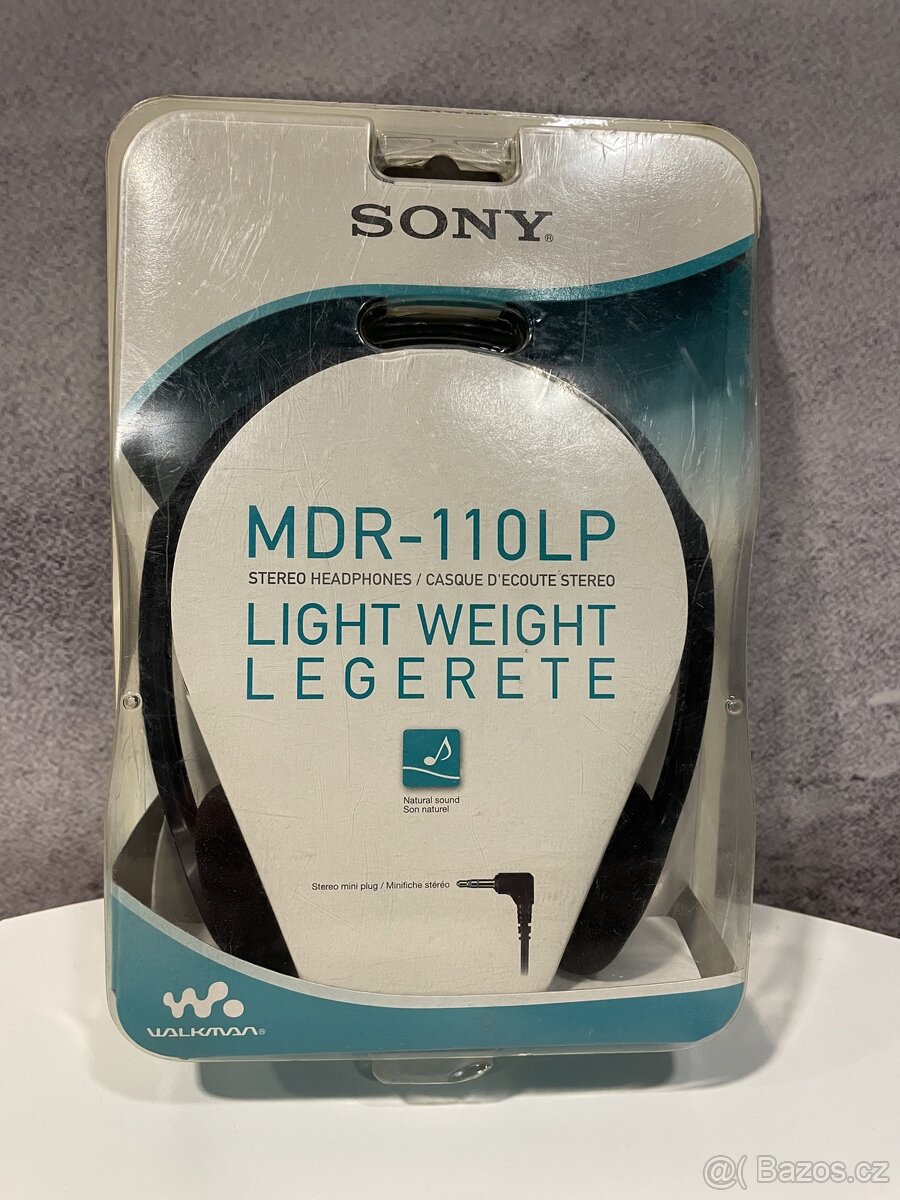 SONY®
MDR-110LP
STEREO HEADPHONES / CASQUE D'ECOUTE STEREO
LIGHT WEIGHT
LEGERETE
Natural sound
Son naturel
Stereo mini plug / Minifiche stéréo
WALKMAN®
@( Bazos.cz